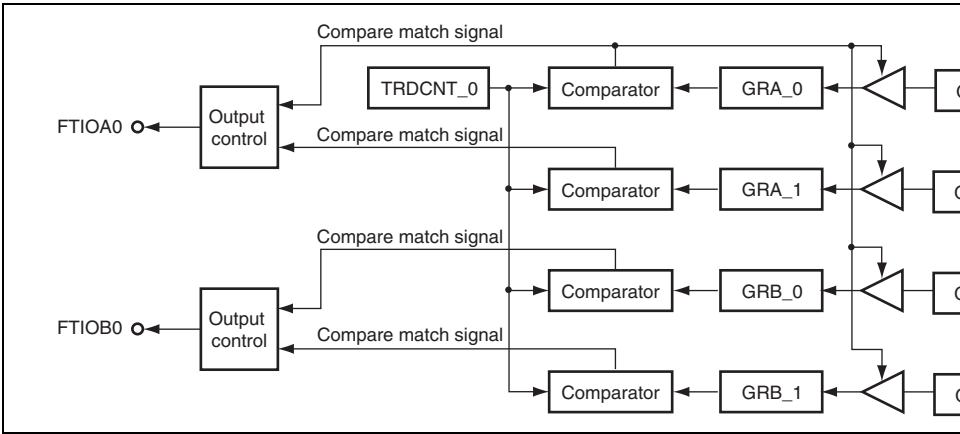 Compare match signal
TRDCNT_0
Comparator
GRA_0
FTIOA0
Output
control
Compare match signal
Comparator
GRA_1
Compare match signal
Comparator
GRB_0
FTIOB0
Output
control
Compare match signal
Comparator
GRB_1